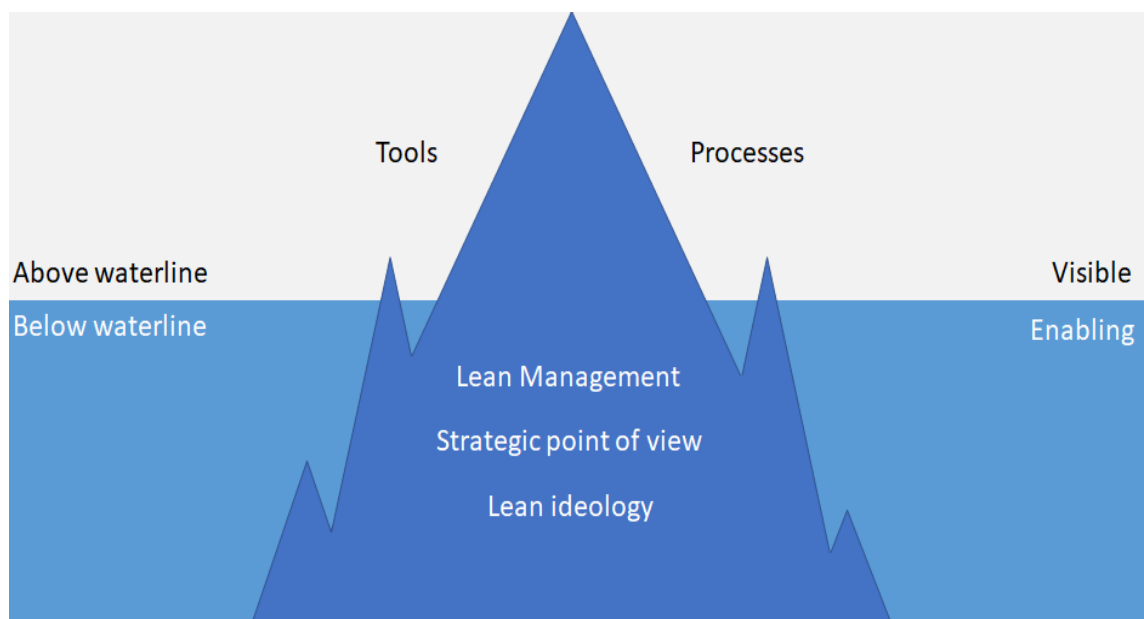 Tools
Processes
Above waterline
Visible
Below waterline
Enabling
Lean Management
Strategic point of view
Lean ideology